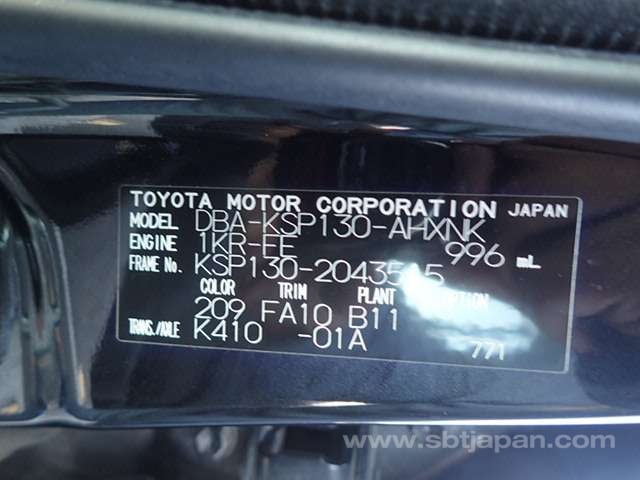 TOYOTA MOTOR CORPORATION JAPAN
MODEL DBA-KSP130-AHXNK
ENGINE 1KR-FE 996 mL
FRAME No.
COLOR TRIM PLANT OPTION
209 FA10 B11
TRANS./AXLE K410 -01A
771
www.sbtjapan.com